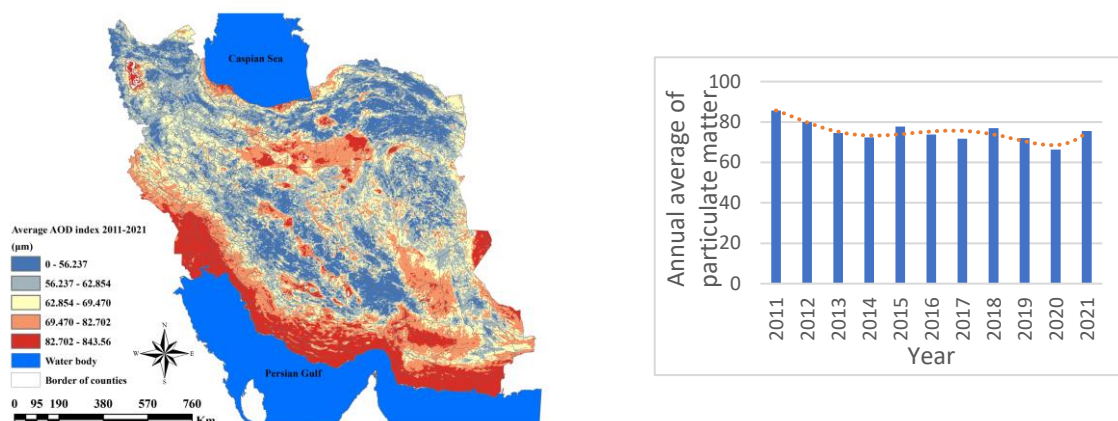 Caspian Sea
Persian Gulf
Average AOD index 2011-2021
(μm)
0 - 56.237
56.237 - 62.854
62.854 - 69.470
69.470 - 82.702
82.702 - 843.56
Water body
Border of counties
N
W E
S
0 95 190 380 570 760
Km
Annual average of
particulate matter
100
80
60
40
20
0
2011 2012 2013 2014 2015 2016 2017 2018 2019 2020 2021
Year